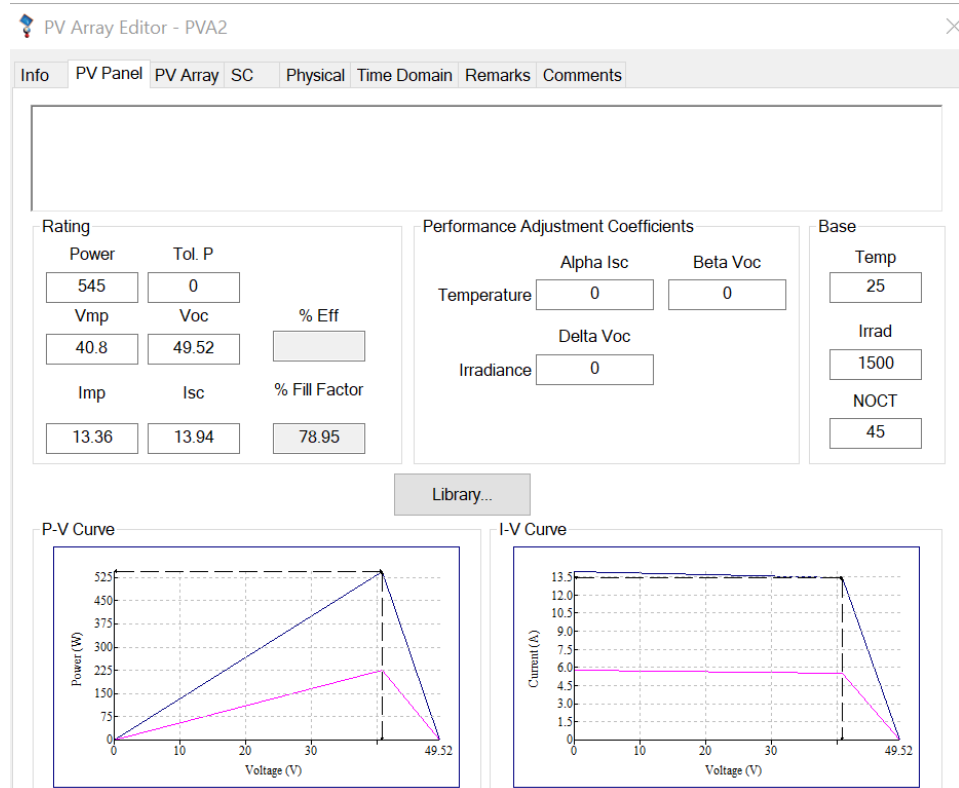 PV Array Editor - PVA2
Info PV Panel PV Array SC Physical Time Domain Remarks Comments
Rating
Power Tol. P
545 0
Vmp Voc % Eff
40.8 49.52
Imp Isc % Fill Factor
13.36 13.94 78.95
Performance Adjustment Coefficients
Alpha Isc Beta Voc
Temperature 0 0
Delta Voc
Irradiance 0
Base
Temp
25
Irrad
1500
NOCT
45
Library...
P-V Curve
Power (W)
525
450
375
300
225
150
75
0
0 10 20 30 49.52
Voltage (V)
I-V Curve
Current (A)
13.5
12.0
10.5
9.0
7.5
6.0
4.5
3.0
1.5
0
0 10 20 30 49.52
Voltage (V)